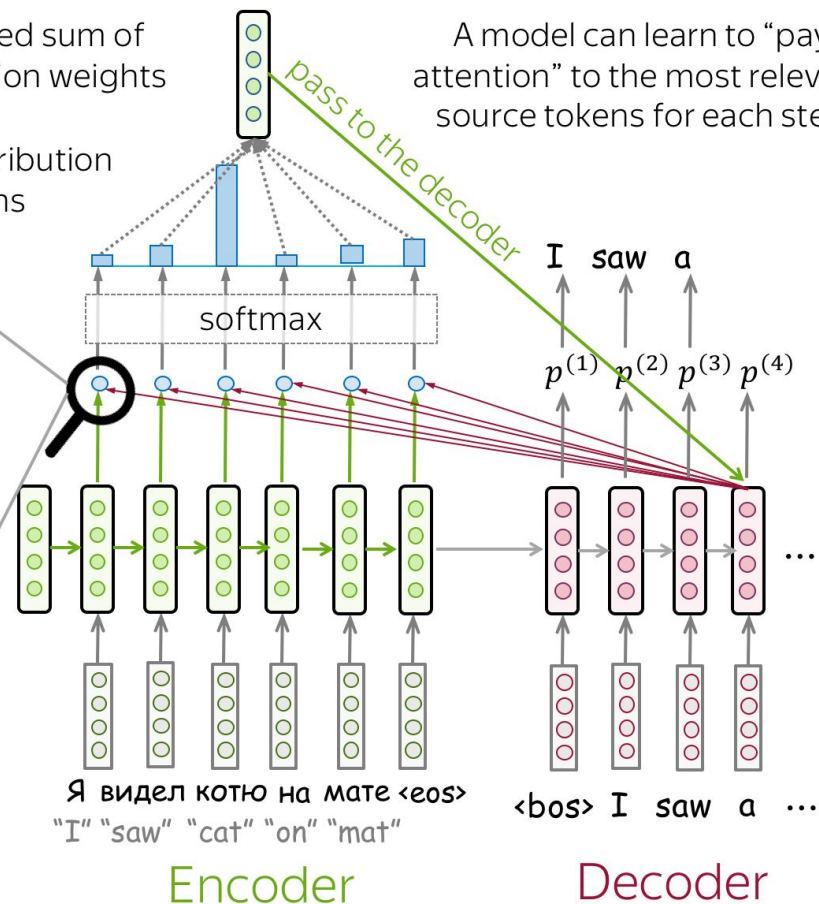 ed sum of
ion weights
ribution
ns
A model can learn to “pay
attention” to the most relev
source tokens for each ste
pass to the decoder
I saw a
softmax
p(1) p(2) p(3) p(4)
...
Я видел котю на мате <eos>
“I” “saw” “cat” “on” “mat”
<bos> I saw a ...
Encoder
Decoder